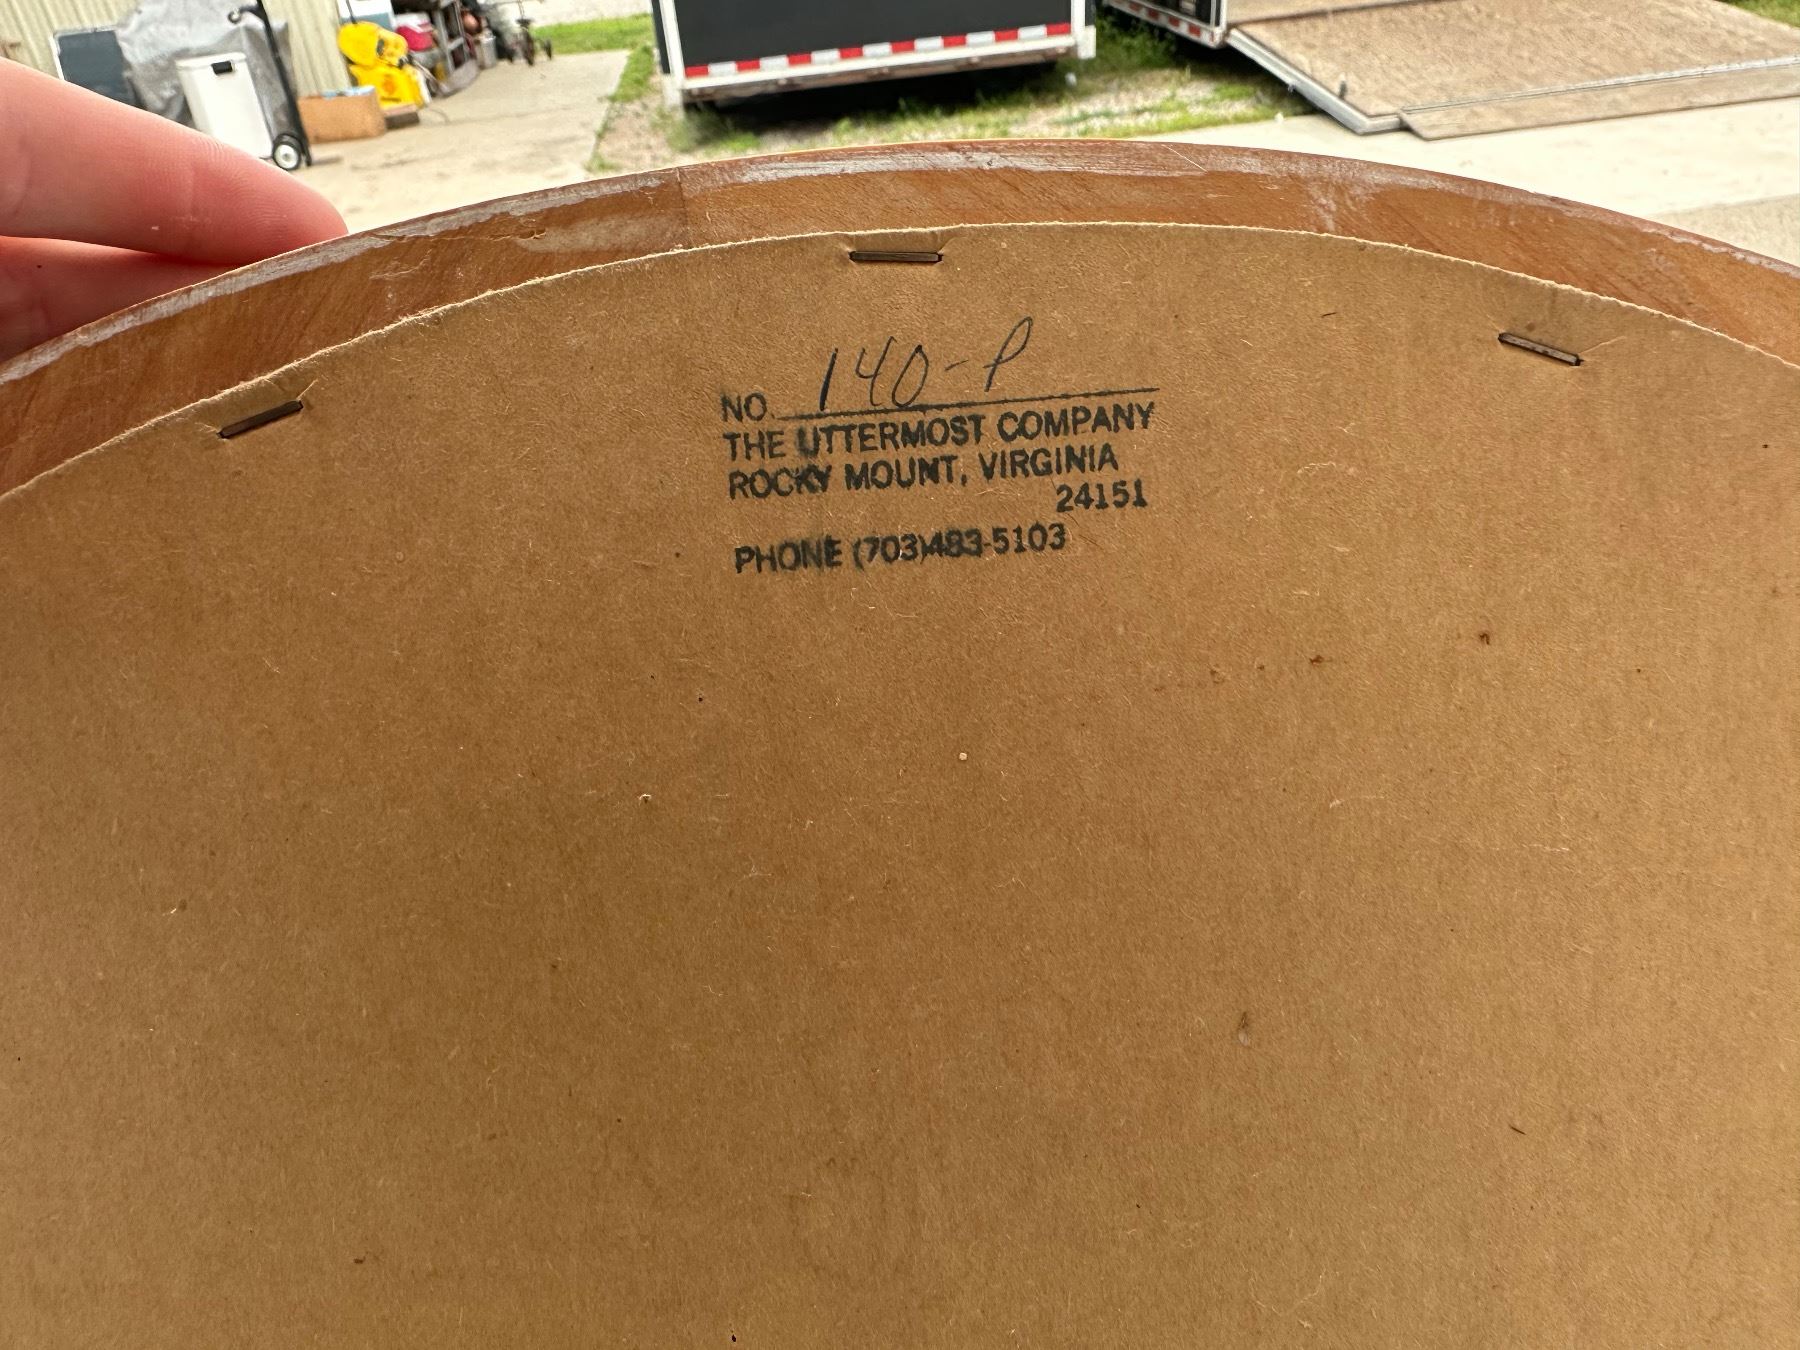 NO. 140-P
THE UTTERMOST COMPANY
ROCKY MOUNT, VIRGINIA
24151
PHONE (703)483-5103